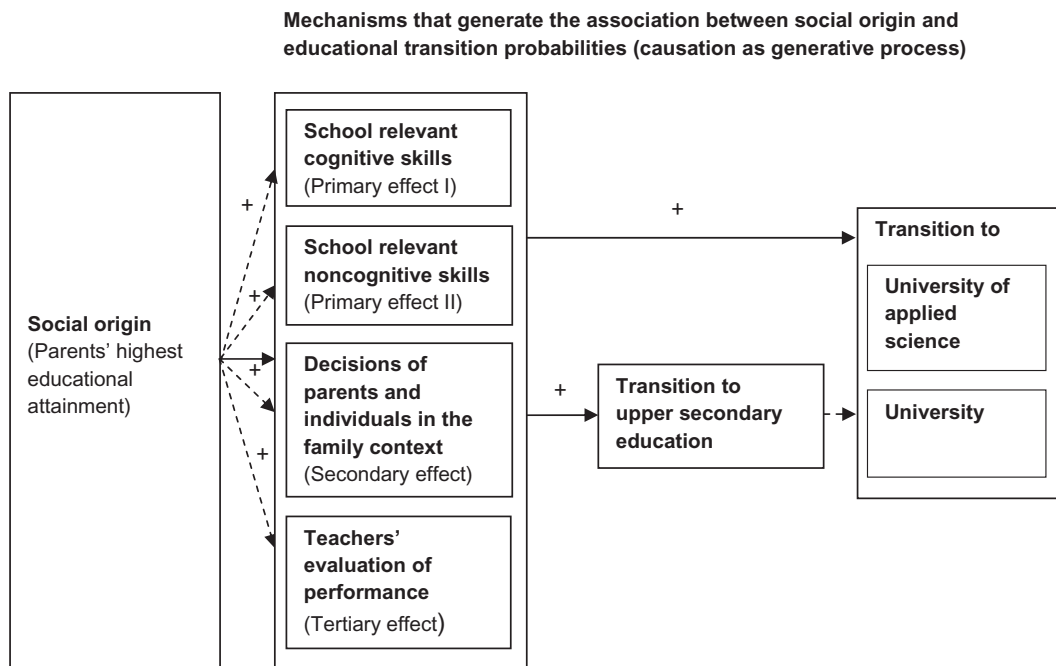 Mechanisms that generate the association between social origin and
educational transition probabilities (causation as generative process)
Social origin
(Parents’ highest
educational
attainment)
+
+
+
+
School relevant
cognitive skills
(Primary effect I)
School relevant
noncognitive skills
(Primary effect II)
Decisions of
parents and
individuals in the
family context
(Secondary effect)
Teachers’
evaluation of
performance
(Tertiary effect)
+
+
Transition to
upper secondary
education
Transition to
University of
applied
science
University